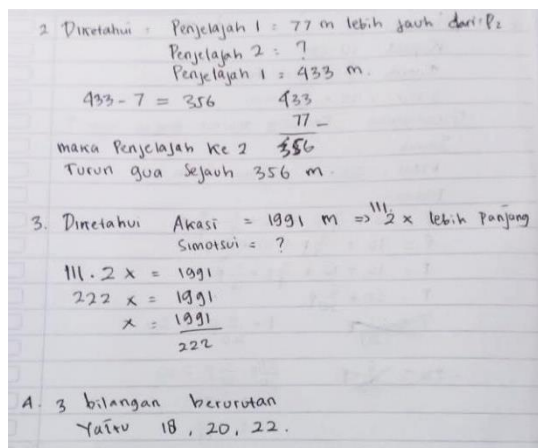 2 Diketahui : Penjelajah 1 : 77 m lebih jauh dari P2
Penjelajah 2 : ?
Penjelajah 1 : 433 m.
433 - 7 = 356
433
77 -
356
maka Penjelajah ke 2
Turun gua sejauh 356 m.
3. Diketahui Akasi = 1991 m => 111. 2 x lebih Panjang
Simotsui = ?
111. 2 x = 1991
222 x = 1991
x = 1991
222
4. 3 bilangan berurutan
Yaitu 18, 20, 22.